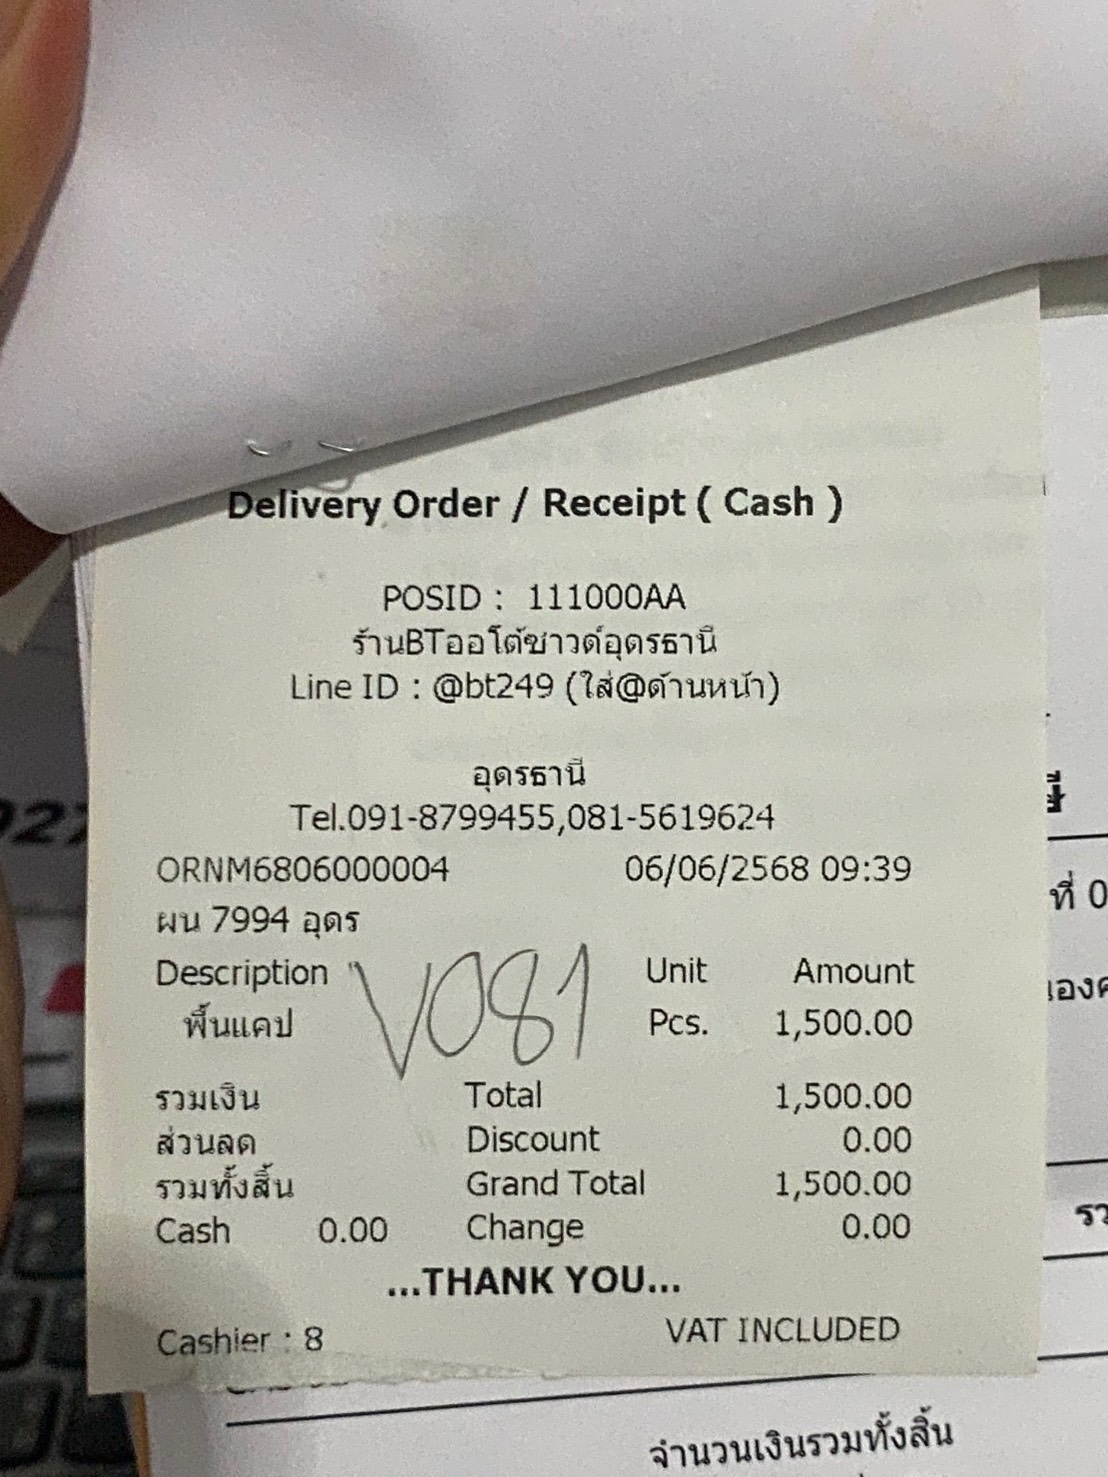 Delivery Order / Receipt ( Cash )
POSID : 111000AA
ร้านBTออโต้ซาวด์อุดรธานี
Line ID : @bt249 (ใส่@ด้านหน้า)
อุดรธานี
Tel.091-8799455,081-5619624
ORNM6806000004 06/06/2568 09:39
ผน 7994 อุดร
Description Unit Amount
V081
พื้นแคป Pcs. 1,500.00
รวมเงิน Total 1,500.00
ส่วนลด Discount 0.00
รวมทั้งสิ้น Grand Total 1,500.00
Cash 0.00 Change 0.00
...THANK YOU...
Cashier : 8 VAT INCLUDED
จำนวนเงินรวมทั้งสิ้น